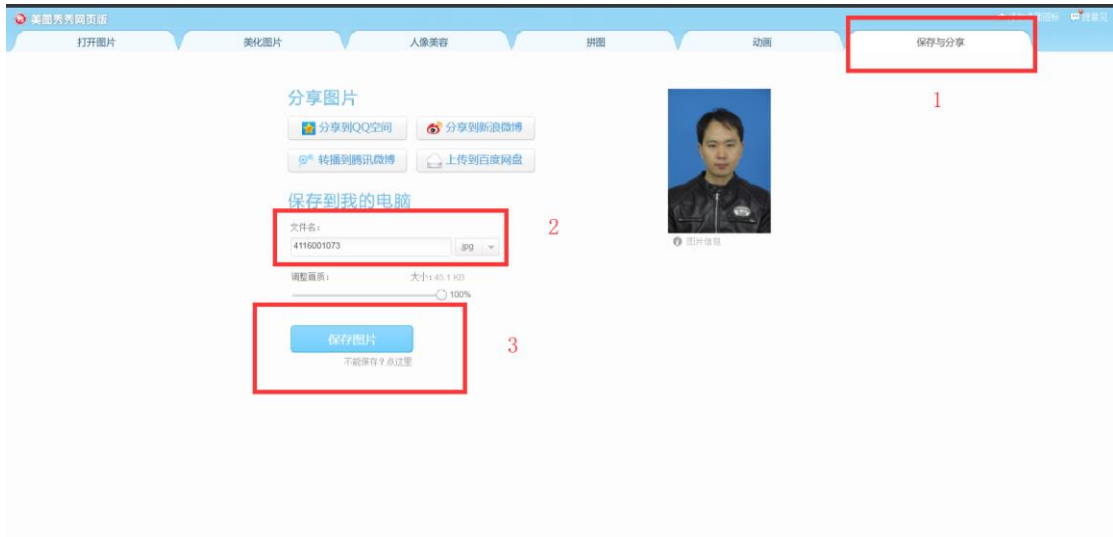 美图秀秀网页版
提意见
打开图片 美化图片 人像美容 拼图 动画 保存与分享
1
分享图片
分享到QQ空间 分享到新浪微博
转播到腾讯微博 上传到百度网盘
保存到我的电脑
文件名:
2
4116001073 .jpg
图片信息
调整画质: 大小:45.1 KB
100%
保存图片
3
不能保存?点这里